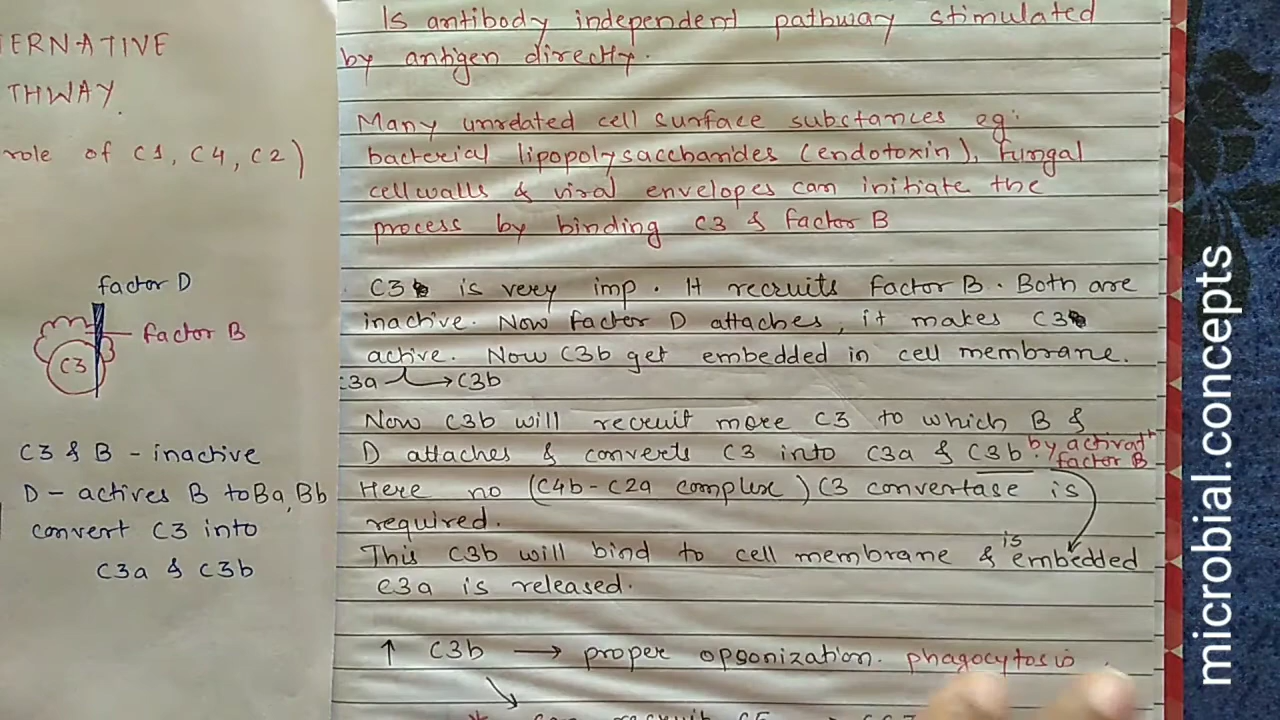 ERNATIVE
THWAY.
role of C1, C4, C2)
factor D
factor B
C3
C3 & B - inactive
D - actives B to Ba, Bb
convert C3 into
C3a & C3b
Is antibody independent pathway stimulated
by antigen directly.
Many unrelated cell surface substances eg:
bacterial lipopolysaccharides (endotoxin), fungal
cellwalls & viral envelopes can initiate the
process by binding C3 & factor B
C3 is very imp. It recruits factor B. Both are
inactive. Now factor D attaches, it makes C3
active. Now C3b get embedded in cell membrane.
C3a → C3b
Now C3b will recruit more C3 to which B &
D attaches & converts C3 into C3a & C3b by activatn
factor B
Here no (C4b-C2a complex) C3 convertase is
required.
This C3b will bind to cell membrane & is embedded
C3a is released.
↑ C3b → proper opsonization. phagocytosis
microbial.concepts